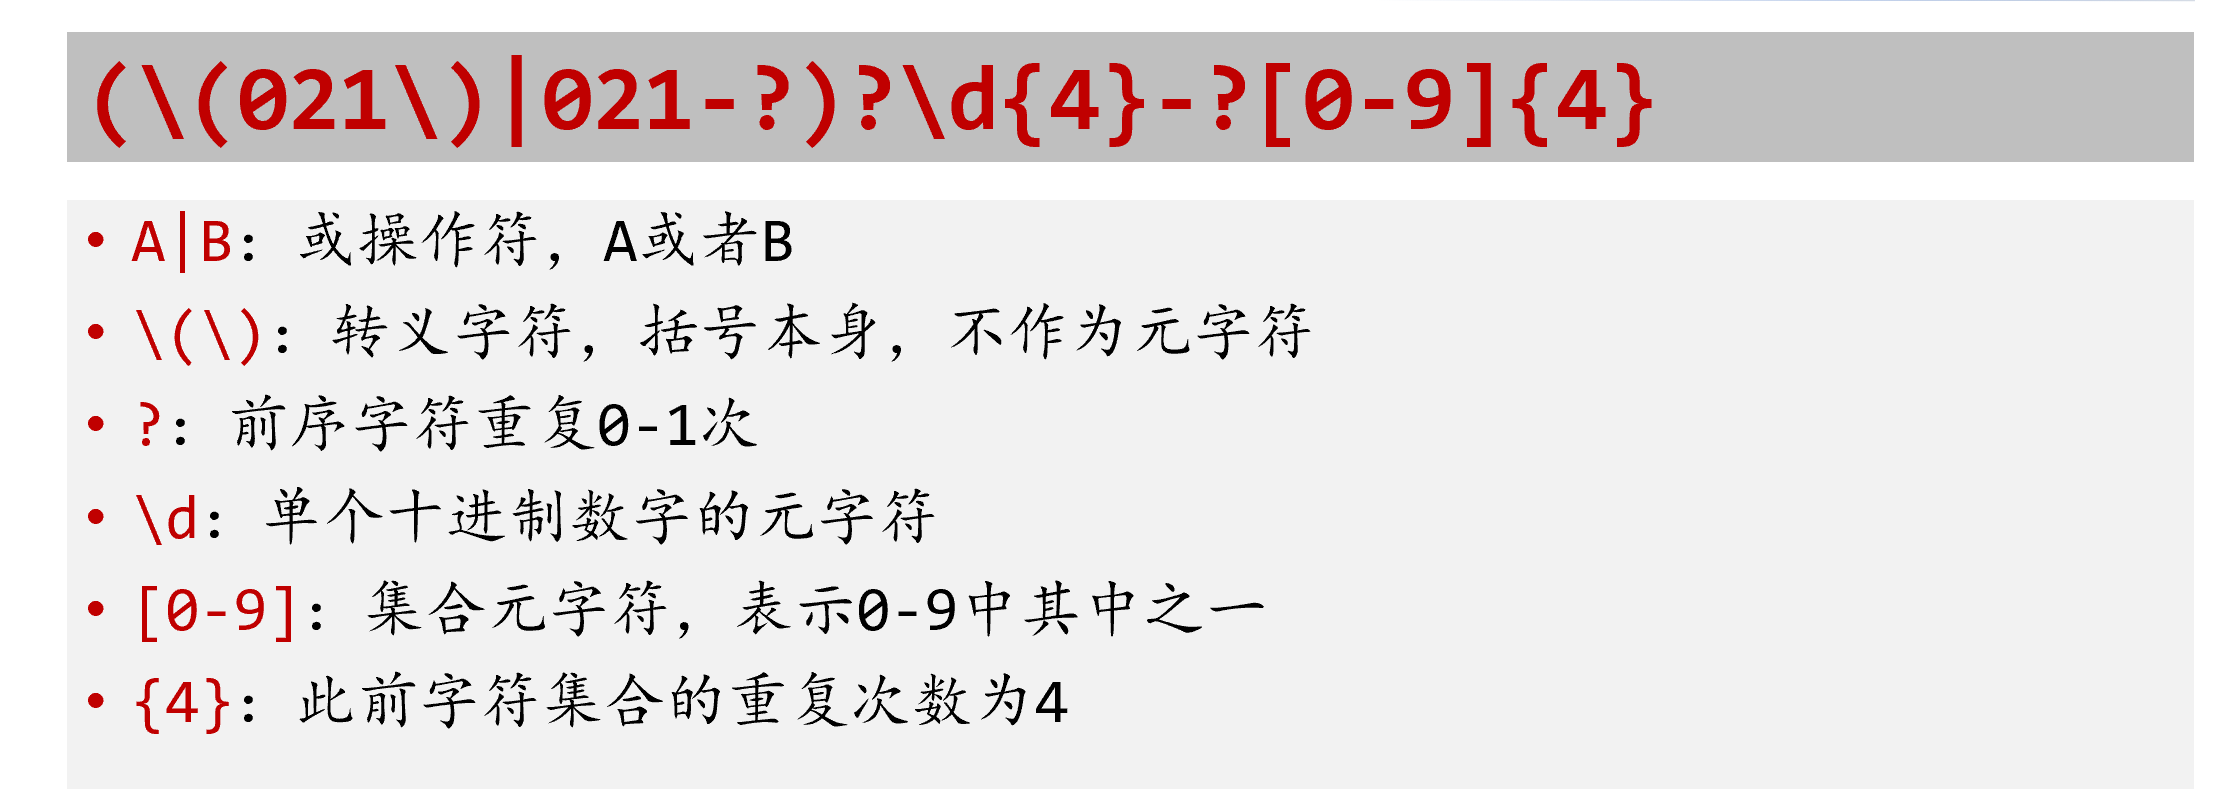 (\(021\)|021-?)?\d{4}-?[0-9]{4}
• A|B：或操作符，A或者B
• \(\)：转义字符，括号本身，不作为元字符
• ?：前序字符重复0-1次
• \d：单个十进制数字的元字符
• [0-9]：集合元字符，表示0-9中其中之一
• {4}：此前字符集合的重复次数为4